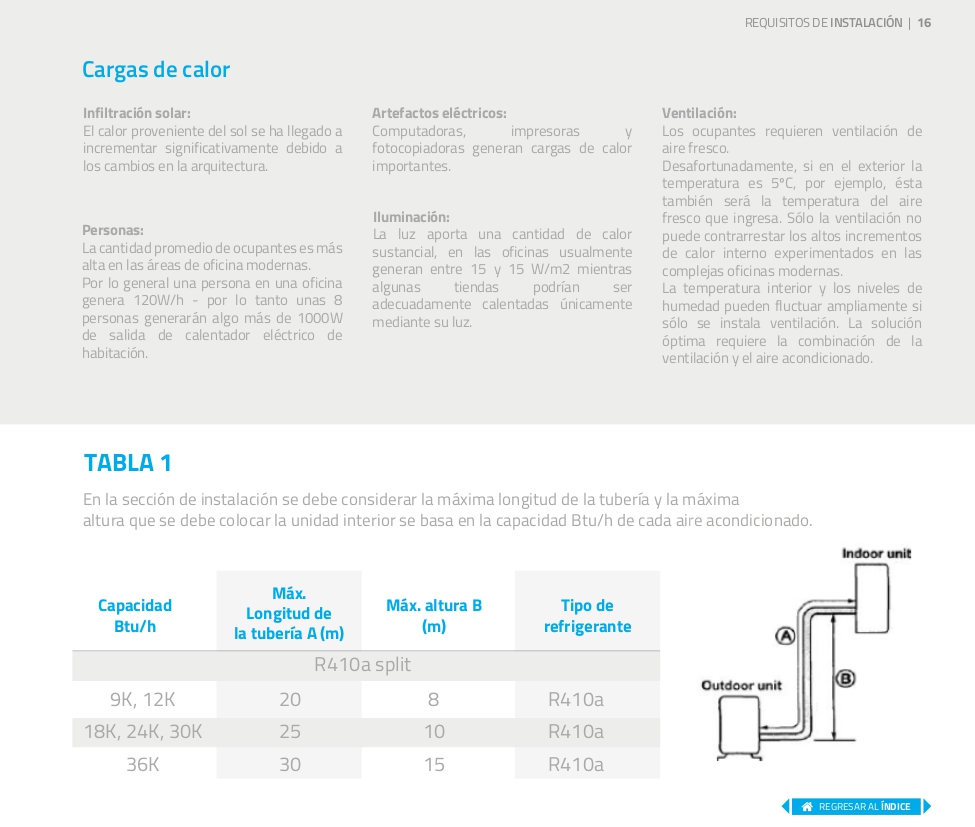 REQUISITOS DE INSTALACIÓN | 16
Cargas de calor
Infiltración solar:
El calor proveniente del sol se ha llegado a
incrementar significativamente debido a
los cambios en la arquitectura.
Personas:
La cantidad promedio de ocupantes es más
alta en las áreas de oficina modernas.
Por lo general una persona en una oficina
genera 120W/h - por lo tanto unas 8
personas generarán algo más de 1000W
de salida de calentador eléctrico de
habitación.
Artefactos eléctricos:
Computadoras, impresoras y
fotocopiadoras generan cargas de calor
importantes.
Iluminación:
La luz aporta una cantidad de calor
sustancial, en las oficinas usualmente
generan entre 15 y 15 W/m2 mientras
algunas tiendas podrían ser
adecuadamente calentadas únicamente
mediante su luz.
Ventilación:
Los ocupantes requieren ventilación de
aire fresco.
Desafortunadamente, si en el exterior la
temperatura es 5ºC, por ejemplo, ésta
también será la temperatura del aire
fresco que ingresa. Sólo la ventilación no
puede contrarrestar los altos incrementos
de calor interno experimentados en las
complejas oficinas modernas.
La temperatura interior y los niveles de
humedad pueden fluctuar ampliamente si
sólo se instala ventilación. La solución
óptima requiere la combinación de la
ventilación y el aire acondicionado.
TABLA 1
En la sección de instalación se debe considerar la máxima longitud de la tubería y la máxima
altura que se debe colocar la unidad interior se basa en la capacidad Btu/h de cada aire acondicionado.
Capacidad
Btu/h
Máx.
Longitud de
la tubería A (m)
Máx. altura B
(m)
Tipo de
refrigerante
R410a split
9K, 12K 20 8 R410a
18K, 24K, 30K 25 10 R410a
36K 30 15 R410a
Indoor unit
A
B
Outdoor unit
REGRESAR AL ÍNDICE